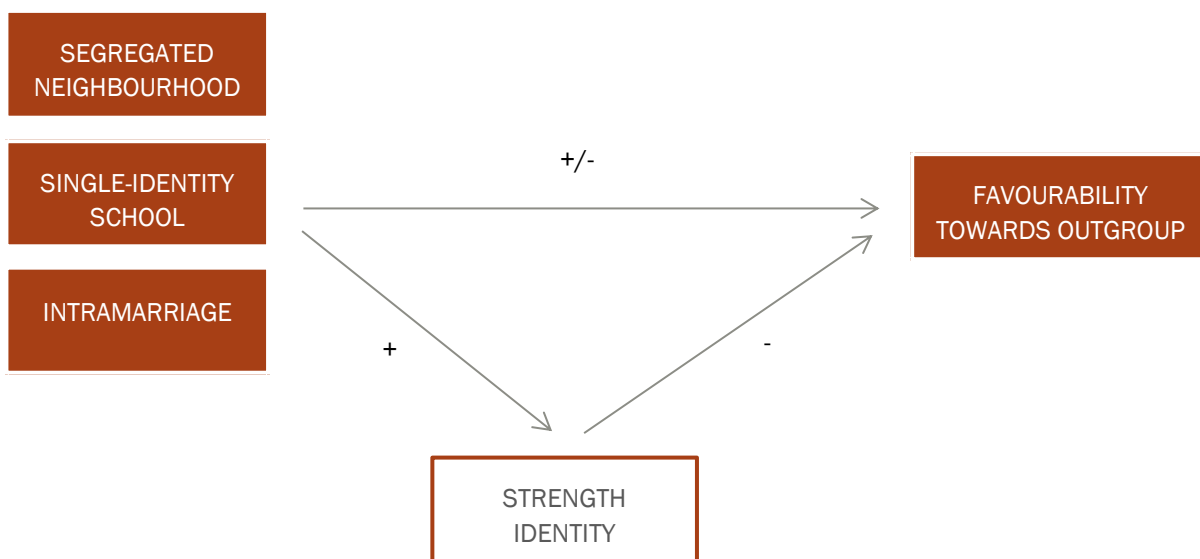 SEGREGATED
NEIGHBOURHOOD
SINGLE-IDENTITY
SCHOOL
INTRAMARRIAGE
+/-
+
-
FAVOURABILITY
TOWARDS OUTGROUP
STRENGTH
IDENTITY